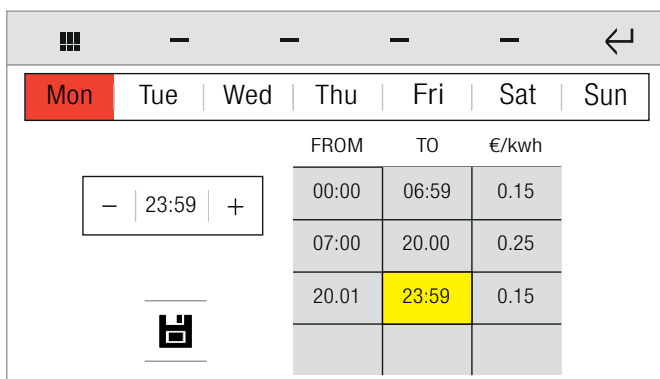 Mon Tue Wed Thu Fri Sat Sun
FROM TO €/kwh
- 23:59 +
00:00 06:59 0.15
07:00 20.00 0.25
20.01 23:59 0.15